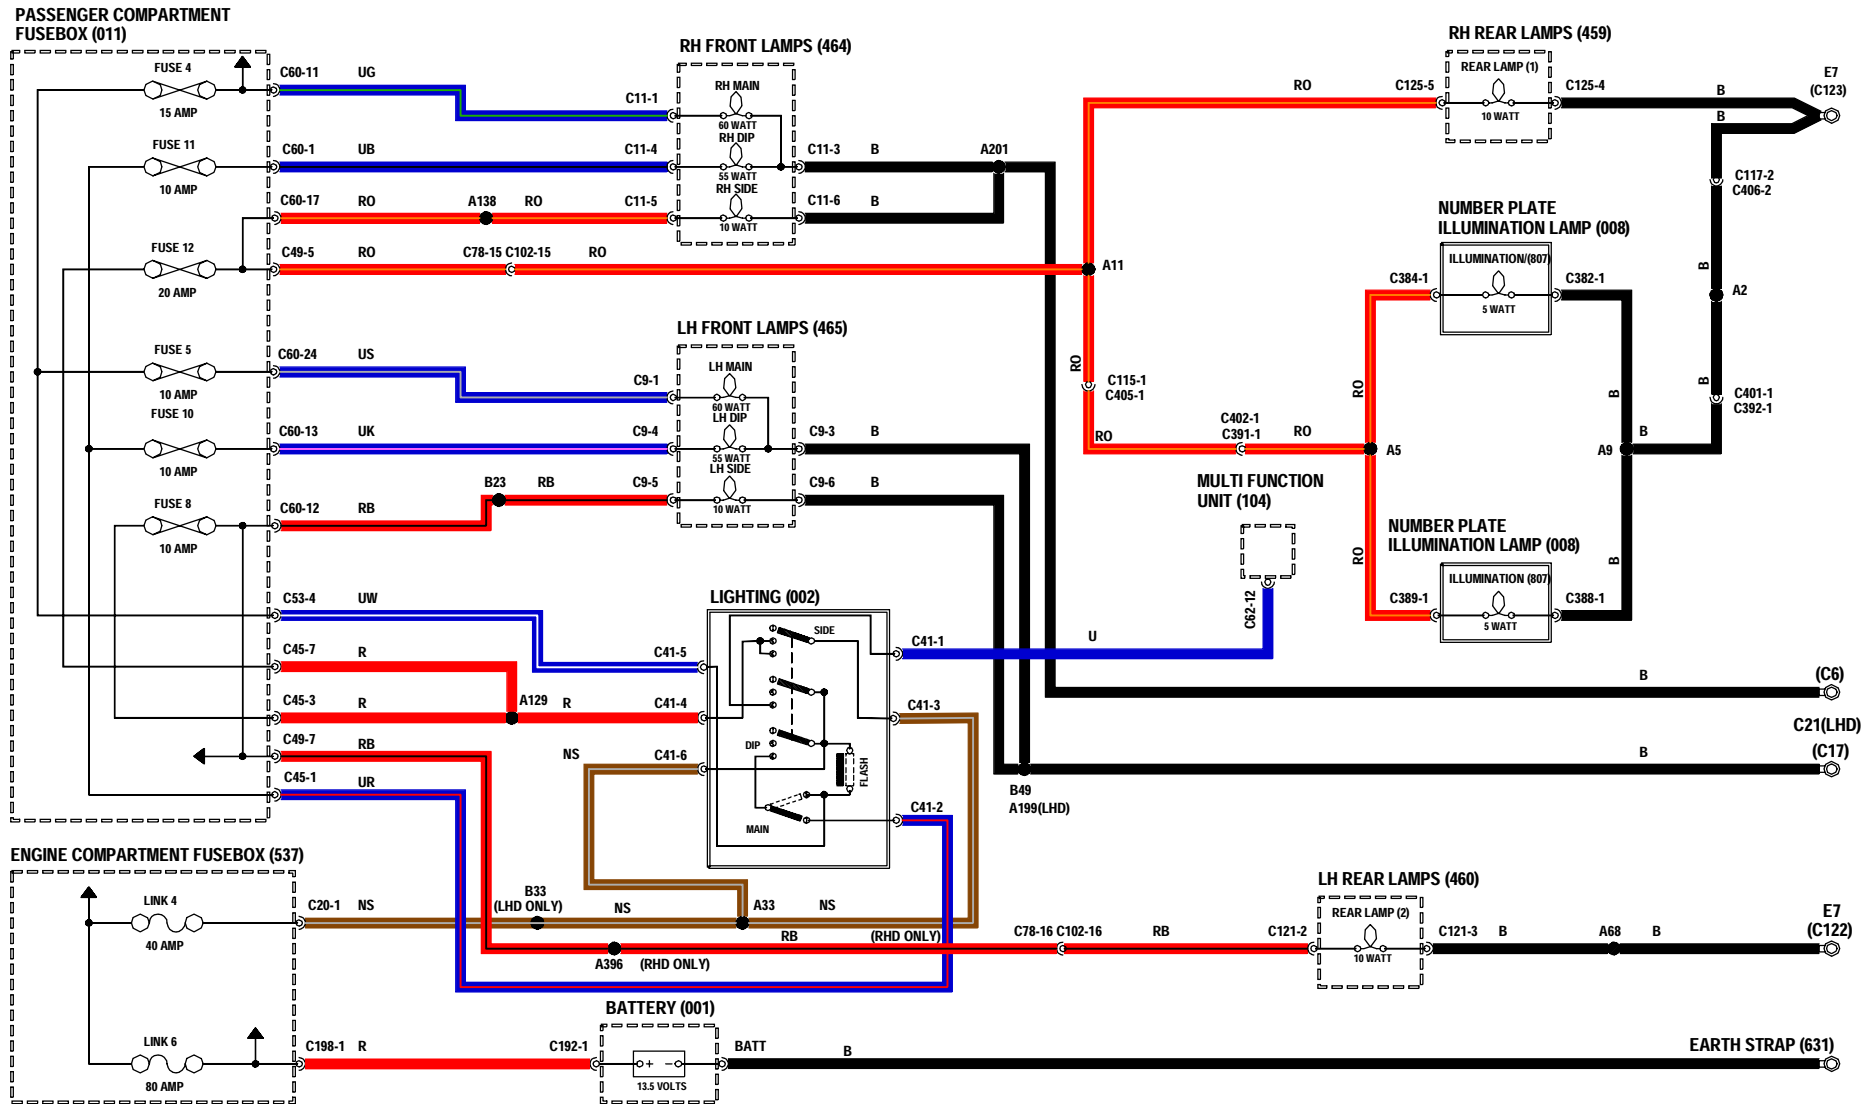 PASSENGER COMPARTMENT
FUSEBOX (011)
FUSE 4
15 AMP
FUSE 11
10 AMP
FUSE 12
20 AMP
FUSE 5
10 AMP
FUSE 10
10 AMP
FUSE 8
10 AMP
C60-11 UG
C11-1
C60-1 UB
C11-4
C60-17 RO
A138
RO
C11-5
C49-5 RO
C78-15 C102-15
RO
C60-24 US
C9-1
C60-13 UK
C9-4
C60-12 RB
B23
RB
C9-5
C53-4 UW
C41-5
C45-7 R
C45-3 R
A129
R
C41-4
C49-7 RB
C45-1 UR
NS
C41-6
RH FRONT LAMPS (464)
RH MAIN
60 WATT
RH DIP
55 WATT
RH SIDE
10 WATT
C11-3 B
C11-6 B
A201
LH FRONT LAMPS (465)
LH MAIN
60 WATT
LH DIP
55 WATT
LH SIDE
10 WATT
C9-3 B
C9-6 B
LIGHTING (002)
SIDE
DIP
FLASH
MAIN
C41-1
U
C41-3
C41-2
B49
A199(LHD)
MULTI FUNCTION
UNIT (104)
C62-12
RH REAR LAMPS (459)
REAR LAMP (1)
10 WATT
RO
C125-5
C125-4
B
B
E7
(C123)
C117-2
C406-2
B
A2
B
C401-1
C392-1
A11
RO
C115-1
C405-1
RO
C402-1
C391-1
RO
A5
RO
RO
NUMBER PLATE
ILLUMINATION LAMP (008)
ILLUMINATION/(807)
5 WATT
C384-1
C382-1
B
A9
B
B
NUMBER PLATE
ILLUMINATION LAMP (008)
ILLUMINATION (807)
5 WATT
C389-1
C388-1
B
(C6)
C21(LHD)
B
(C17)
ENGINE COMPARTMENT FUSEBOX (537)
LINK 4
40 AMP
LINK 6
80 AMP
C20-1 NS
B33
(LHD ONLY)
NS
A33
NS
RB
(RHD ONLY)
A396
(RHD ONLY)
C78-16 C102-16
RB
C121-2
LH REAR LAMPS (460)
REAR LAMP (2)
10 WATT
C121-3 B
A68
B
E7
(C122)
C198-1 R
C192-1
BATTERY (001)
+ −
13.5 VOLTS
BATT
B
EARTH STRAP (631)